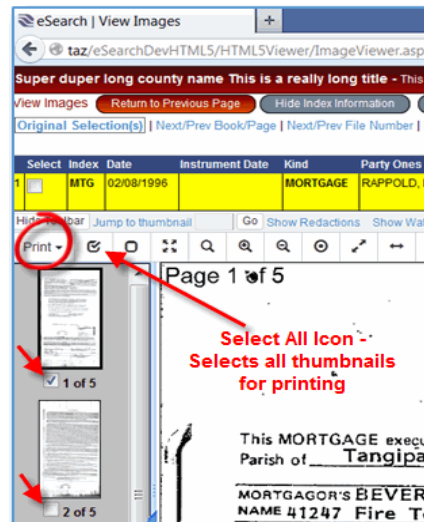 eSearch | View Images
+
taz/eSearchDevHTML5/HTML5Viewer/ImageViewer.asp
Super duper long county name This is a really long title - This
View Images Return to Previous Page Hide Index Information
Original Selection(s) | Next/Prev Book/Page | Next/Prev File Number |
Select Index Date Instrument Date Kind Party Ones
1 MTG 02/08/1996 MORTGAGE RAPPOLD,
Hide Toolbar Jump to thumbnail Go Show Redactions Show Wa
Print
Page 1 of 5
Select All Icon -
Selects all thumbnails
for printing
1 of 5
This MORTGAGE execu
Parish of Tangipa
MORTGAGOR'S BEVER
2 of 5
NAME 41247 Fire To